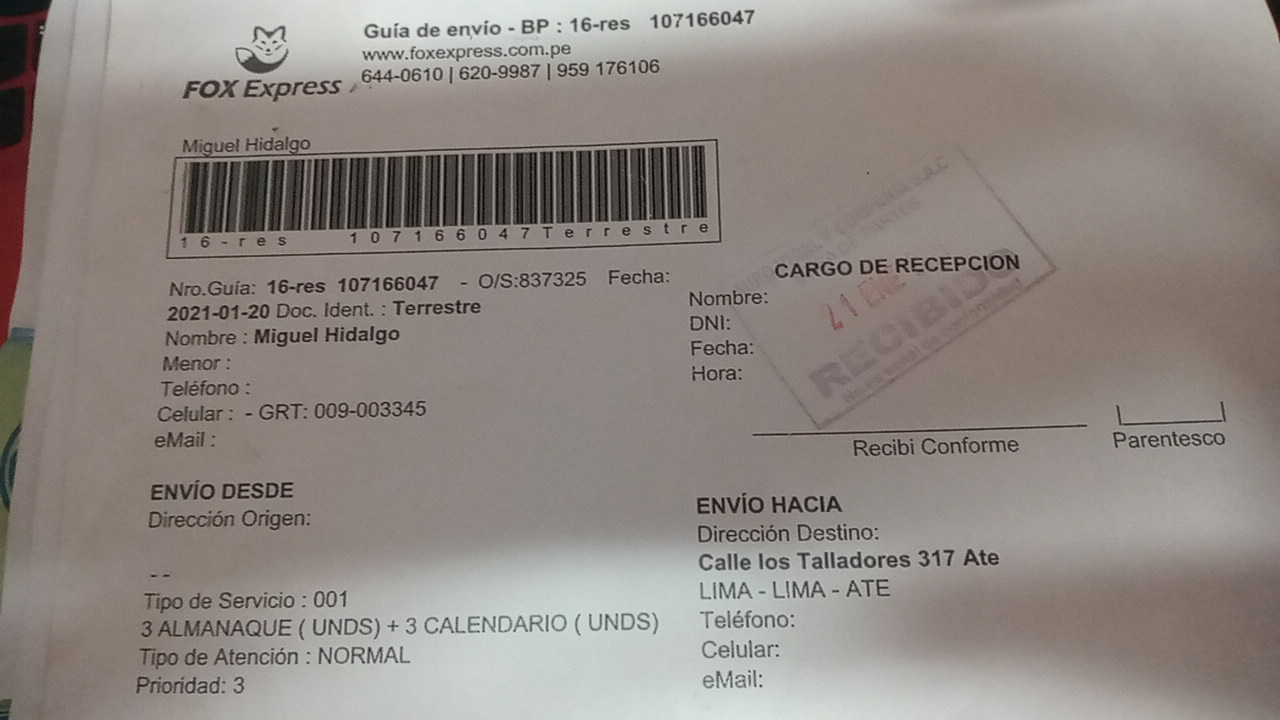 FOX Express
Guía de envío - BP : 16-res 107166047
www.foxexpress.com.pe
644-0610 | 620-9987 | 959 176106
Miguel Hidalgo
16-res 107166047Terrestre
Nro.Guía: 16-res 107166047 - O/S:837325 Fecha:
2021-01-20 Doc. Ident. : Terrestre
Nombre : Miguel Hidalgo
Menor :
Teléfono :
Celular : - GRT: 009-003345
eMail :
CARGO DE RECEPCION
Nombre:
DNI:
Fecha:
Hora:
21 ENE
RECIBIDO
Recibi Conforme
Parentesco
ENVÍO DESDE
Dirección Origen:
- -
Tipo de Servicio : 001
3 ALMANAQUE ( UNDS) + 3 CALENDARIO ( UNDS)
Tipo de Atención : NORMAL
Prioridad: 3
ENVÍO HACIA
Dirección Destino:
Calle los Talladores 317 Ate
LIMA - LIMA - ATE
Teléfono:
Celular:
eMail: